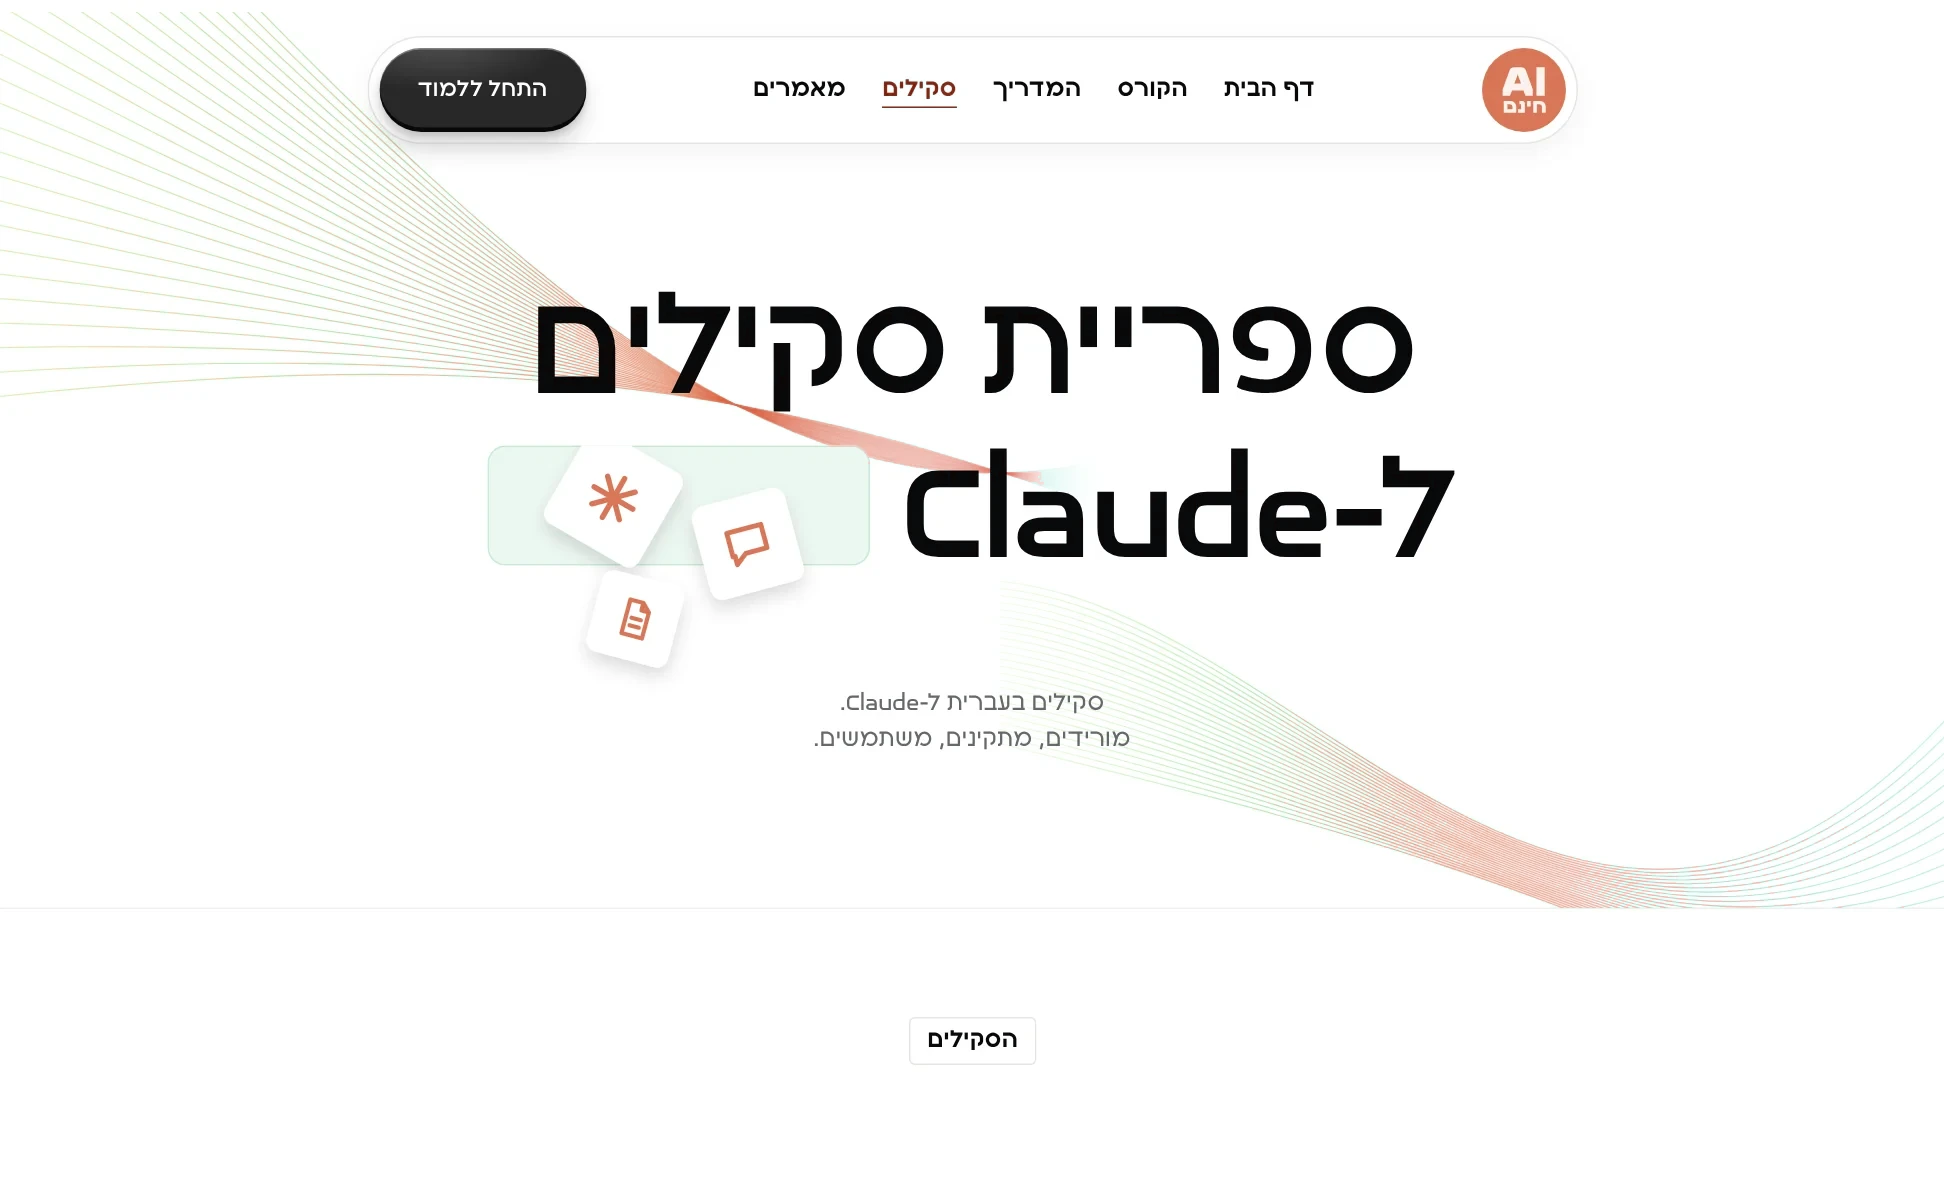 AI
חינם
דף הבית
הקורס
המדריך
סקילים
מאמרים
התחל ללמוד
ספריית סקילים
ל-Claude
סקילים בעברית ל-Claude.
מורידים, מתקינים, משתמשים.
הסקילים